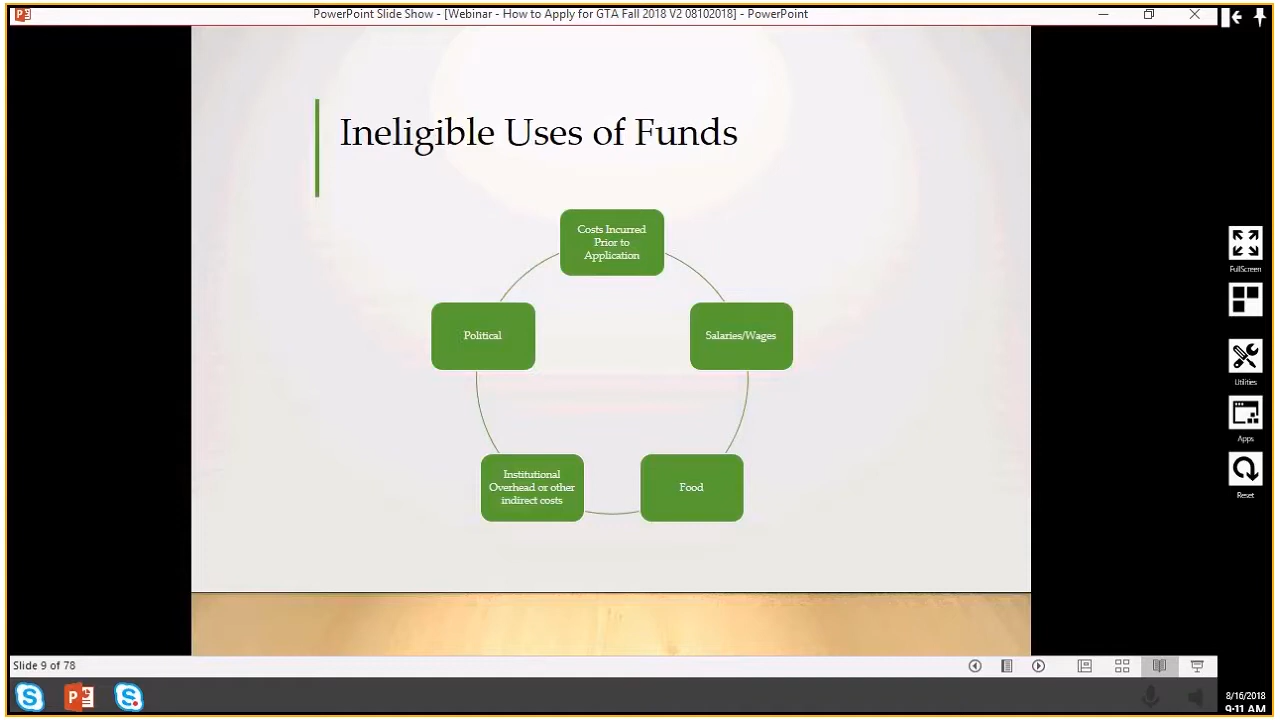 PowerPoint Slide Show - [Webinar - How to Apply for GTA Fall 2018 V2 08102018] - PowerPoint
Ineligible Uses of Funds
Costs Incurred
Prior to
Application
Political
Salaries/Wages
Institutional
Overhead or other
indirect costs
Food
FullScreen
Utilities
Apps
Reset
Slide 9 of 78
8/16/2018
9:11 AM